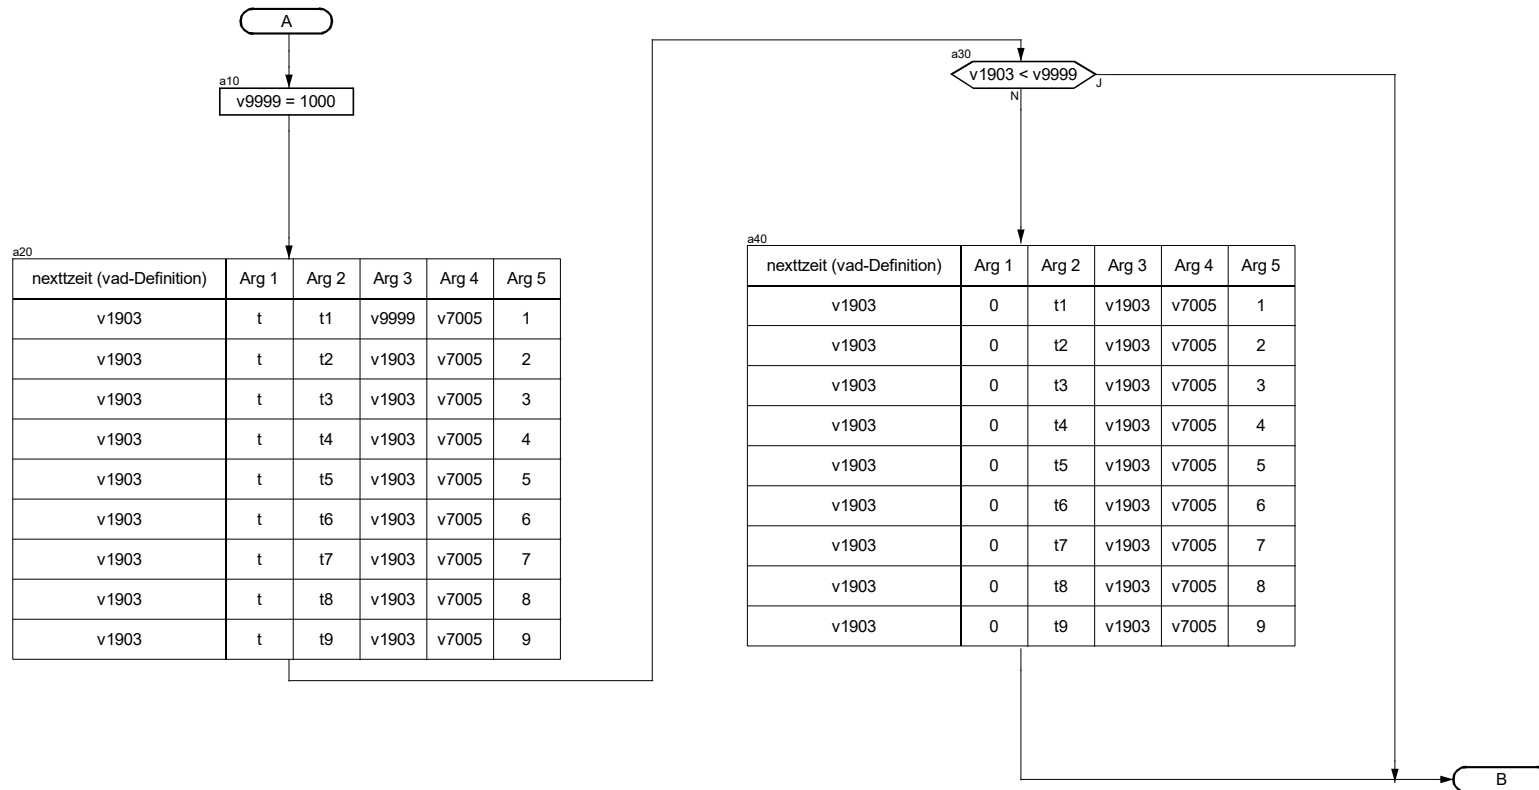 A
a10
v9999 = 1000
a20
nexttzeit (vad-Definition) Arg 1 Arg 2 Arg 3 Arg 4 Arg 5
v1903 t t1 v9999 v7005 1
v1903 t t2 v1903 v7005 2
v1903 t t3 v1903 v7005 3
v1903 t t4 v1903 v7005 4
v1903 t t5 v1903 v7005 5
v1903 t t6 v1903 v7005 6
v1903 t t7 v1903 v7005 7
v1903 t t8 v1903 v7005 8
v1903 t t9 v1903 v7005 9
a30
v1903 < v9999
J
N
a40
nexttzeit (vad-Definition) Arg 1 Arg 2 Arg 3 Arg 4 Arg 5
v1903 0 t1 v1903 v7005 1
v1903 0 t2 v1903 v7005 2
v1903 0 t3 v1903 v7005 3
v1903 0 t4 v1903 v7005 4
v1903 0 t5 v1903 v7005 5
v1903 0 t6 v1903 v7005 6
v1903 0 t7 v1903 v7005 7
v1903 0 t8 v1903 v7005 8
v1903 0 t9 v1903 v7005 9
B